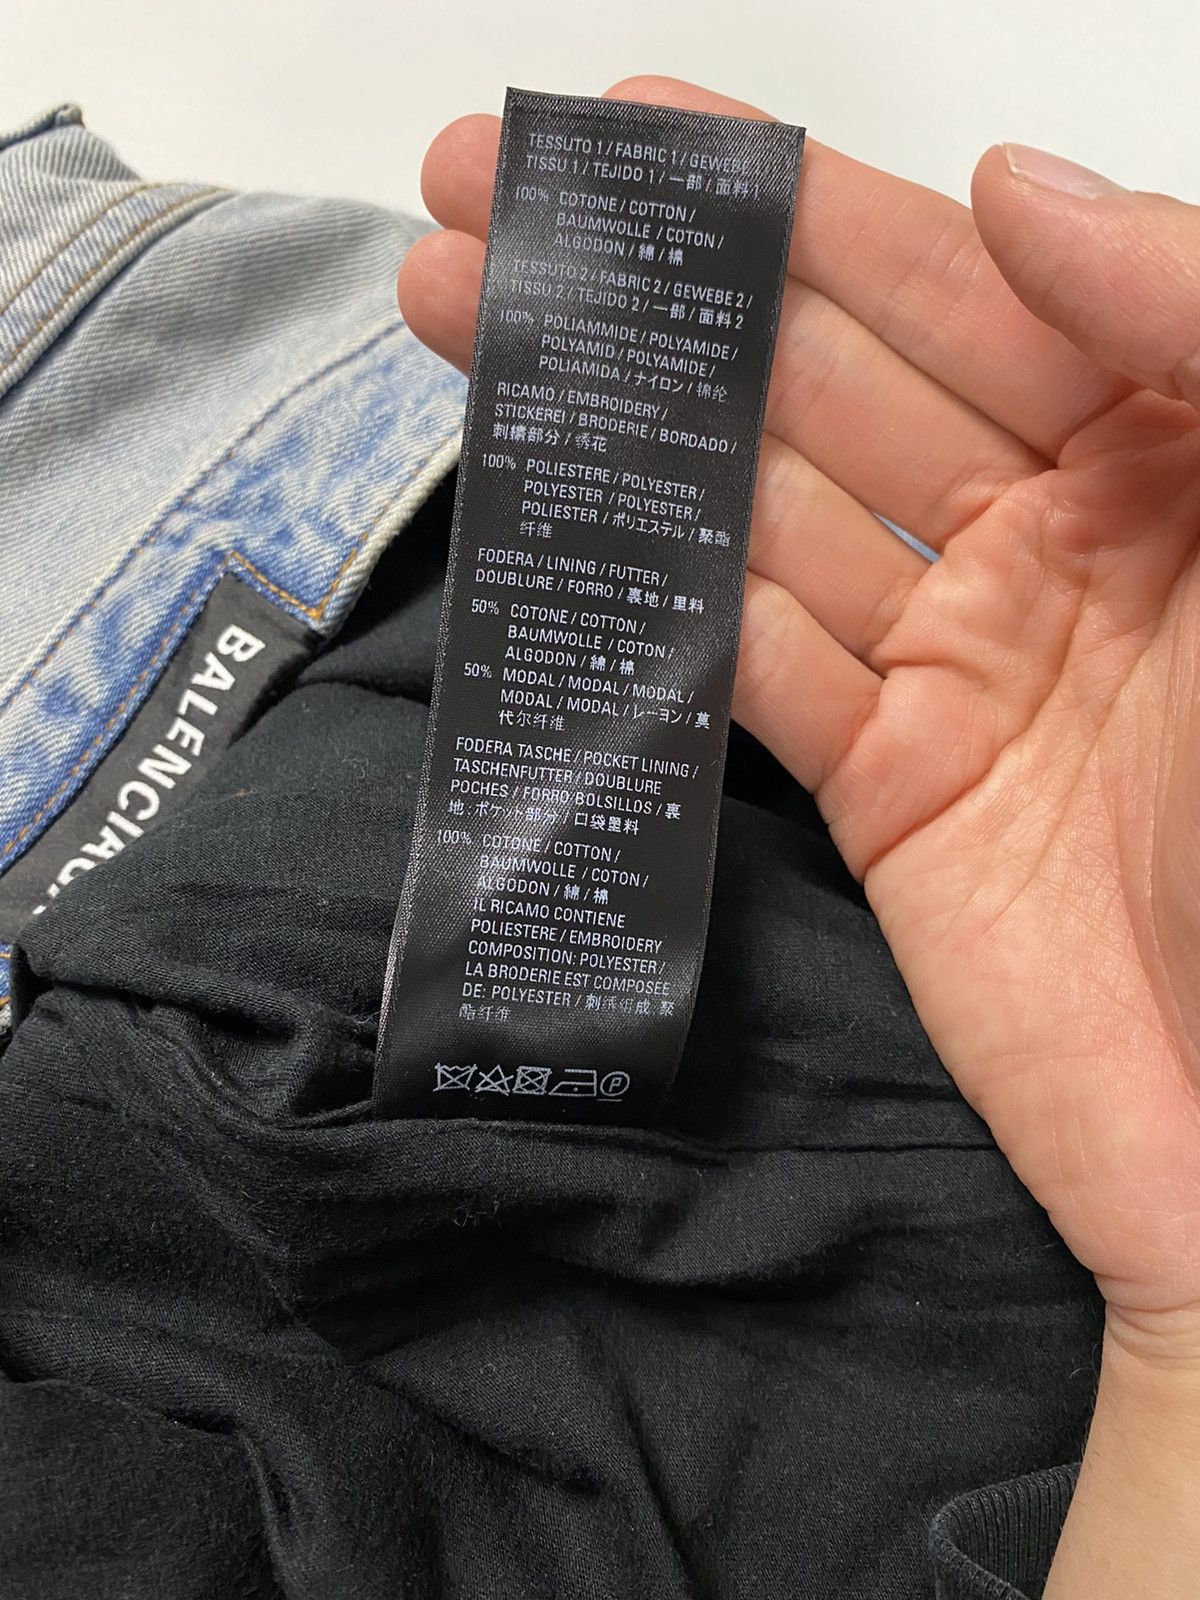 TESSUTO 1 / FABRIC 1 / GEWEBE
TISSU 1 / TEJIDO 1 / 一部 / 面料 1
100% COTONE / COTTON /
BAUMWOLLE / COTON /
ALGODON / 綿 / 棉
TESSUTO 2 / FABRIC 2 / GEWEBE 2 /
TISSU 2 / TEJIDO 2 / 一部 / 面料 2
100% POLIAMMIDE / POLYAMIDE /
POLYAMID / POLYAMIDE /
POLIAMIDA / ナイロン / 锦纶
RICAMO / EMBROIDERY /
STICKEREI / BRODERIE / BORDADO /
刺繍部分 / 绣花
100% POLIESTERE / POLYESTER /
POLYESTER / POLYESTER /
POLIESTER / ポリエステル / 聚酯
纤维
FODERA / LINING / FUTTER /
DOUBLURE / FORRO / 裏地 / 里料
50% COTONE / COTTON /
BAUMWOLLE / COTON /
ALGODON / 綿 / 棉
50% MODAL / MODAL / MODAL /
MODAL / MODAL / レーヨン / 莫
代尔纤维
FODERA TASCHE / POCKET LINING /
TASCHENFUTTER / DOUBLURE
POCHES / FORRO BOLSILLOS / 裏
地:ポケット部分 / 口袋里料
100% COTONE / COTTON /
BAUMWOLLE / COTON /
ALGODON / 綿 / 棉
IL RICAMO CONTIENE
POLIESTERE / EMBROIDERY
COMPOSITION: POLYESTER /
LA BRODERIE EST COMPOSÉE
DE: POLYESTER / 刺绣组成 聚
酯纤维
P
BALENCIAGA